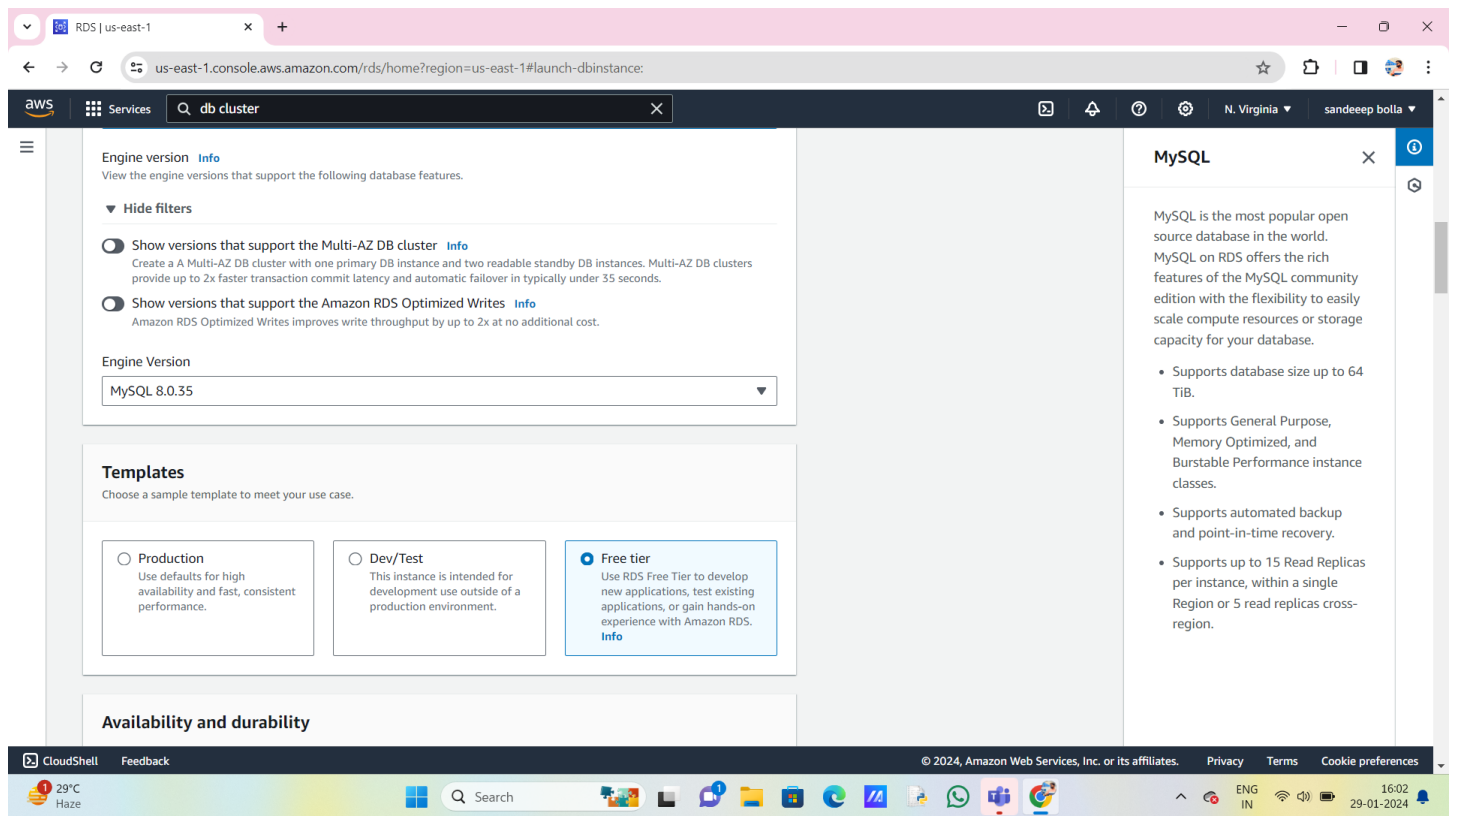 RDS | us-east-1
us-east-1.console.aws.amazon.com/rds/home?region=us-east-1#launch-dbinstance:
aws
Services
db cluster
N. Virginia ▼
sandeeep bolla ▼
Engine version Info
View the engine versions that support the following database features.
▼ Hide filters
Show versions that support the Multi-AZ DB cluster Info
Create a A Multi-AZ DB cluster with one primary DB instance and two readable standby DB instances. Multi-AZ DB clusters
provide up to 2x faster transaction commit latency and automatic failover in typically under 35 seconds.
Show versions that support the Amazon RDS Optimized Writes Info
Amazon RDS Optimized Writes improves write throughput by up to 2x at no additional cost.
Engine Version
MySQL 8.0.35
Templates
Choose a sample template to meet your use case.
Production
Use defaults for high
availability and fast, consistent
performance.
Dev/Test
This instance is intended for
development use outside of a
production environment.
Free tier
Use RDS Free Tier to develop
new applications, test existing
applications, or gain hands-on
experience with Amazon RDS.
Info
Availability and durability
MySQL
MySQL is the most popular open
source database in the world.
MySQL on RDS offers the rich
features of the MySQL community
edition with the flexibility to easily
scale compute resources or storage
capacity for your database.
• Supports database size up to 64
TiB.
• Supports General Purpose,
Memory Optimized, and
Burstable Performance instance
classes.
• Supports automated backup
and point-in-time recovery.
• Supports up to 15 Read Replicas
per instance, within a single
Region or 5 read replicas cross-
region.
CloudShell
Feedback
© 2024, Amazon Web Services, Inc. or its affiliates.
Privacy
Terms
Cookie preferences
1
29°C
Haze
Search
1
ENG
IN
16:02
29-01-2024